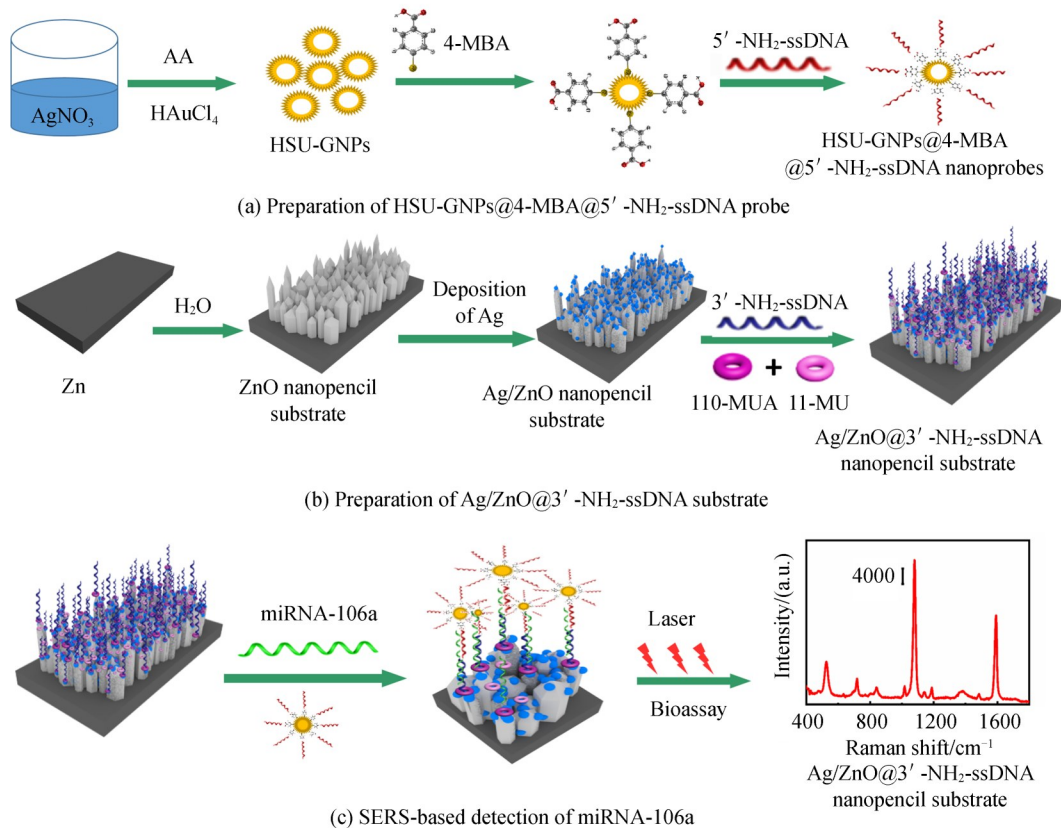 AgNO3
AA
HAuCl4
HSU-GNPs
4-MBA
5′ -NH2-ssDNA
HSU-GNPs@4-MBA
@5′ -NH2-ssDNA nanoprobes
(a) Preparation of HSU-GNPs@4-MBA@5′ -NH2-ssDNA probe
Zn
H2O
ZnO nanopencil
substrate
Deposition
of Ag
Ag/ZnO nanopencil
substrate
3′ -NH2-ssDNA
+
110-MUA
11-MU
Ag/ZnO@3′ -NH2-ssDNA
nanopencil substrate
(b) Preparation of Ag/ZnO@3′ -NH2-ssDNA substrate
miRNA-106a
Laser
Bioassay
4000
Intensity/(a.u.)
400 800 1200 1600
Raman shift/cm−1
Ag/ZnO@3′ -NH2-ssDNA
nanopencil substrate
(c) SERS-based detection of miRNA-106a